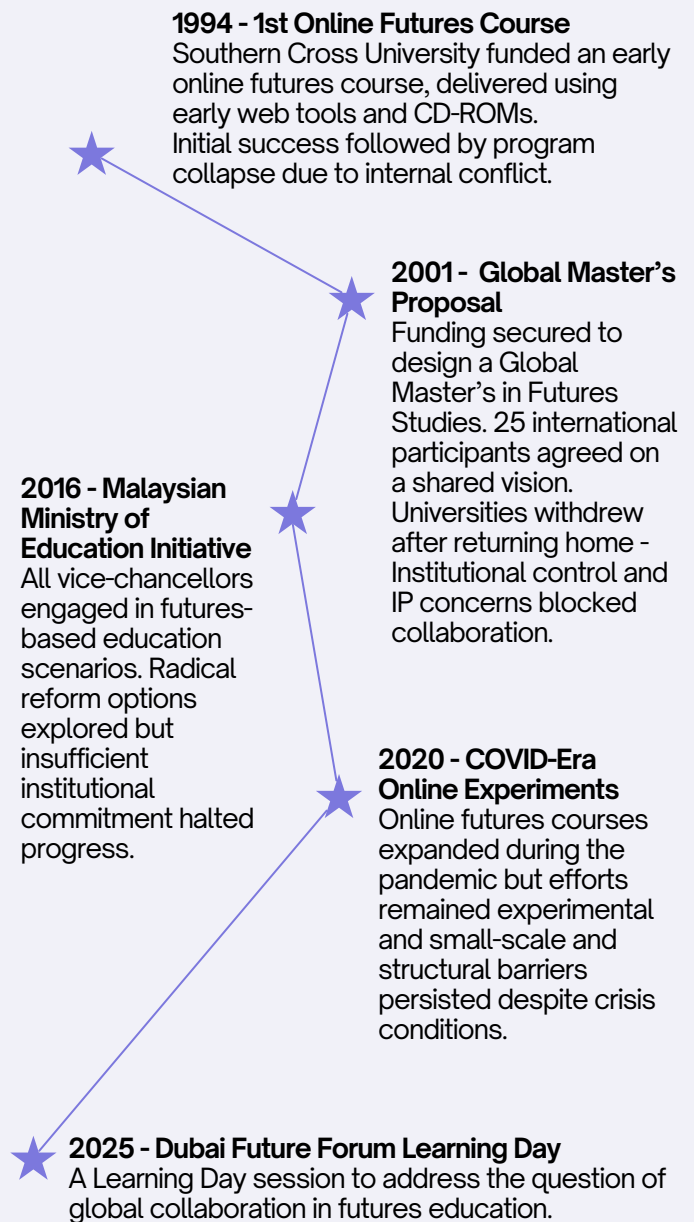 1994 - 1st Online Futures Course
Southern Cross University funded an early
online futures course, delivered using
early web tools and CD-ROMs.
Initial success followed by program
collapse due to internal conflict.
2001 - Global Master's
Proposal
Funding secured to
design a Global
Master's in Futures
Studies. 25 international
participants agreed on
a shared vision.
Universities withdrew
after returning home -
Institutional control and
IP concerns blocked
collaboration.
2016 - Malaysian
Ministry of
Education Initiative
All vice-chancellors
engaged in futures-
based education
scenarios. Radical
reform options
explored but
insufficient
institutional
commitment halted
progress.
2020 - COVID-Era
Online Experiments
Online futures courses
expanded during the
pandemic but efforts
remained experimental
and small-scale and
structural barriers
persisted despite crisis
conditions.
2025 - Dubai Future Forum Learning Day
A Learning Day session to address the question of
global collaboration in futures education.